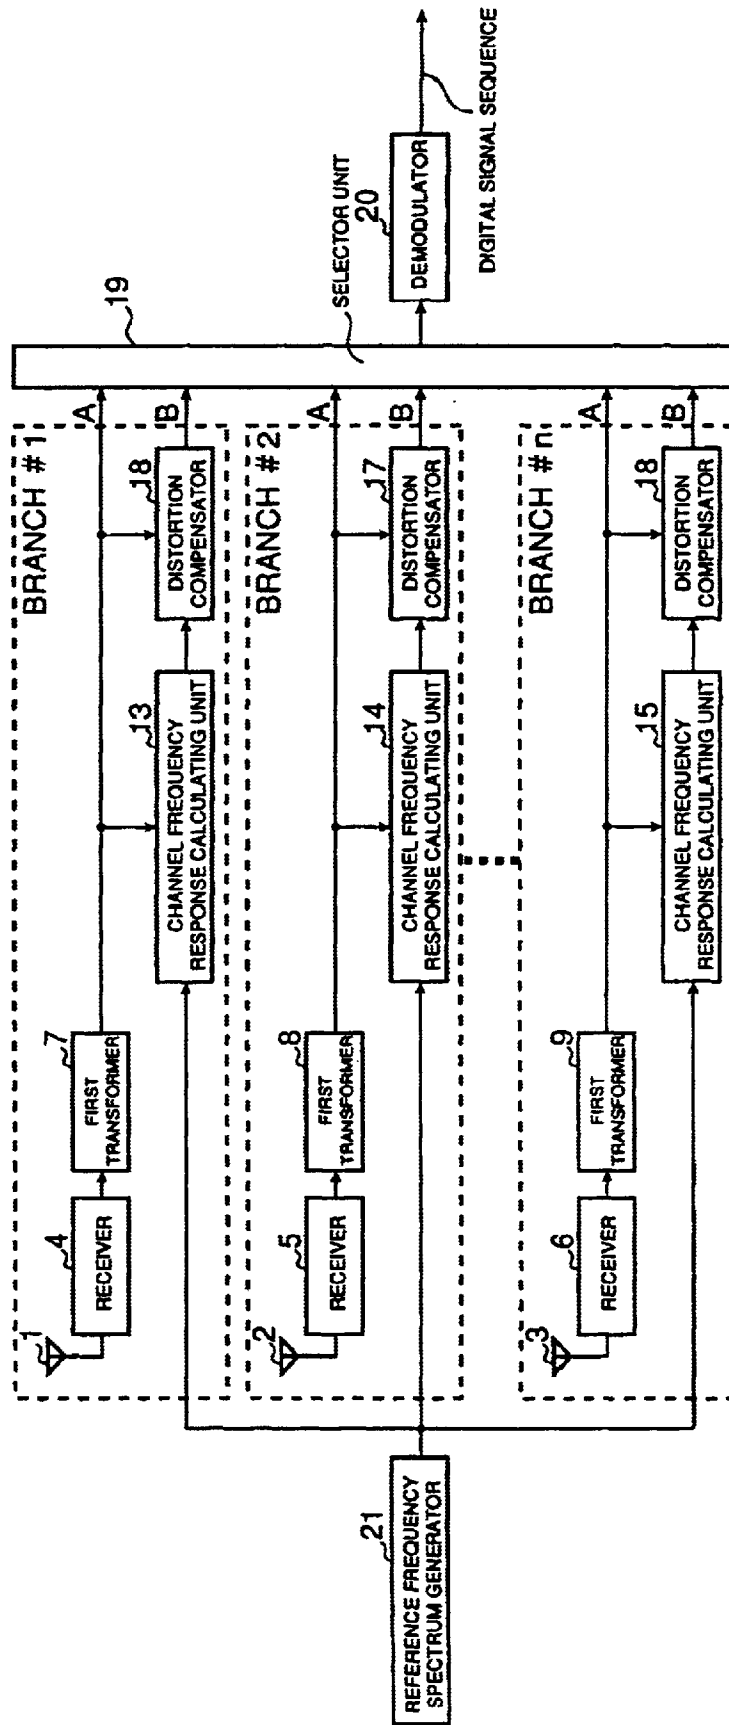 BRANCH #1
1
4
RECEIVER
7
FIRST
TRANSFORMER
13
CHANNEL FREQUENCY
RESPONSE CALCULATING UNIT
18
DISTORTION
COMPENSATOR
A
B
BRANCH #2
2
5
RECEIVER
8
FIRST
TRANSFORMER
14
CHANNEL FREQUENCY
RESPONSE CALCULATING UNIT
17
DISTORTION
COMPENSATOR
A
B
BRANCH #n
3
6
RECEIVER
9
FIRST
TRANSFORMER
15
CHANNEL FREQUENCY
RESPONSE CALCULATING UNIT
18
DISTORTION
COMPENSATOR
A
B
21
REFERENCE FREQUENCY
SPECTRUM GENERATOR
19
SELECTOR UNIT
20
DEMODULATOR
DIGITAL SIGNAL SEQUENCE